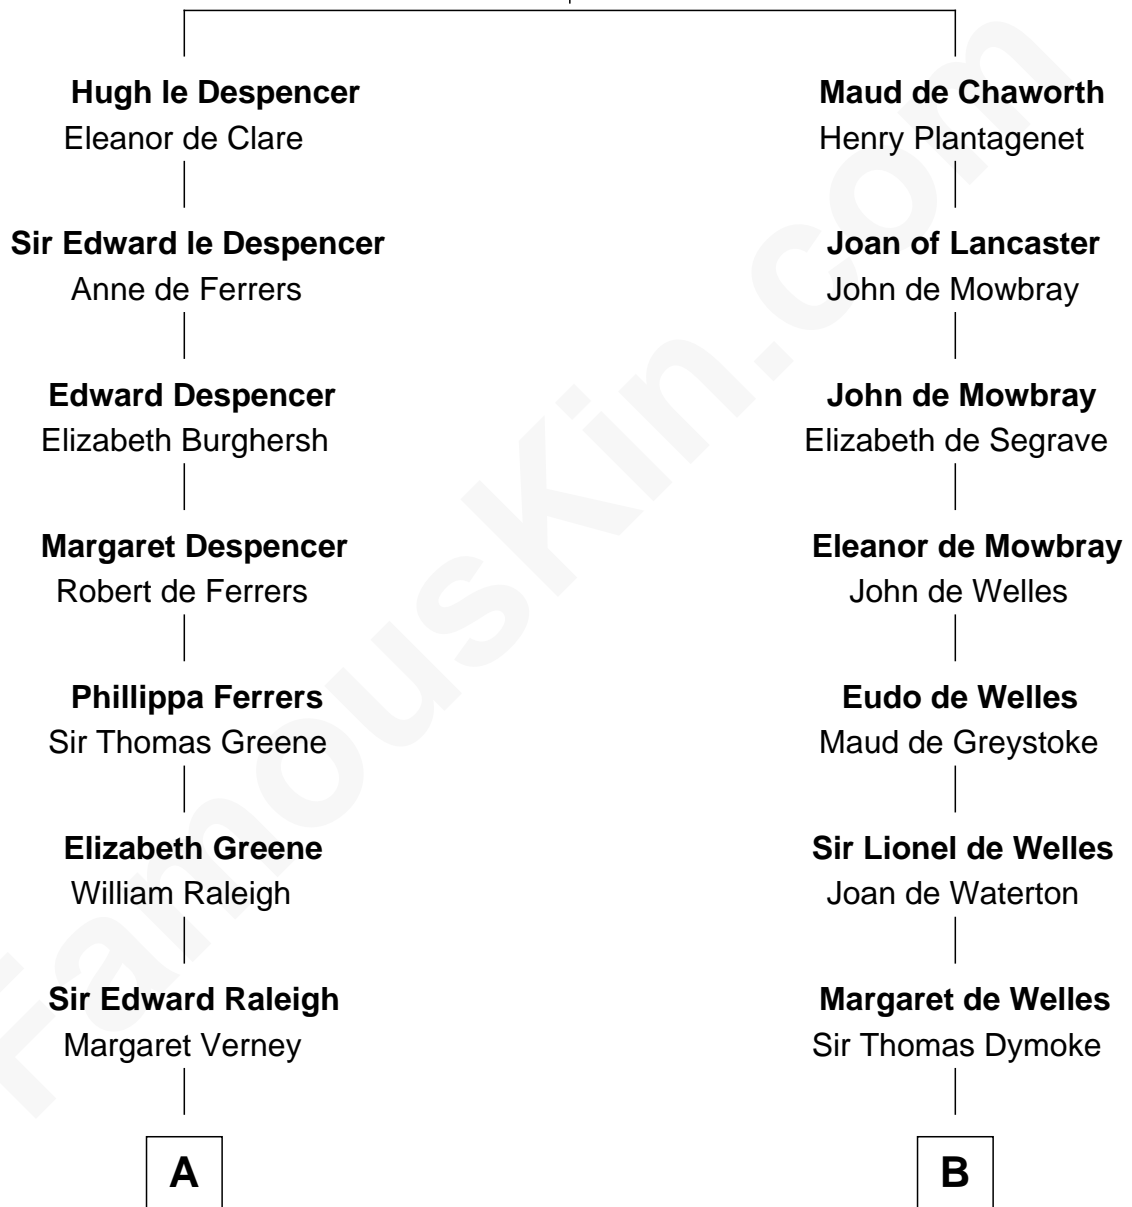 Hugh le Despencer
Eleanor de Clare
Sir Edward le Despencer
Anne de Ferrers
Edward Despencer
Elizabeth Burghersh
Margaret Despencer
Robert de Ferrers
Phillippa Ferrers
Sir Thomas Greene
Elizabeth Greene
William Raleigh
Sir Edward Raleigh
Margaret Verney
A
Maud de Chaworth
Henry Plantagenet
Joan of Lancaster
John de Mowbray
John de Mowbray
Elizabeth de Segrave
Eleanor de Mowbray
John de Welles
Eudo de Welles
Maud de Greystoke
Sir Lionel de Welles
Joan de Waterton
Margaret de Welles
Sir Thomas Dymoke
B
FamousKin.com